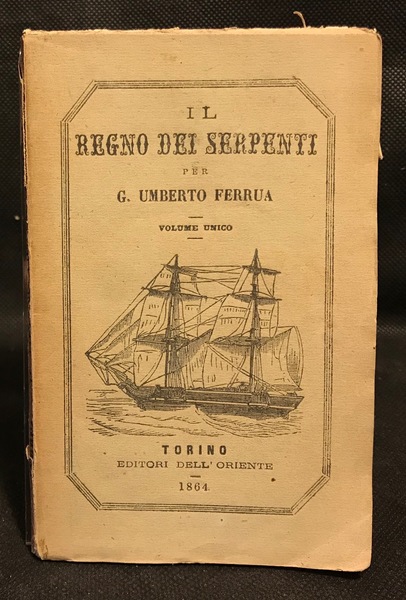 IL
REGNO DEI SERPENTI
PER
G. UMBERTO FERRUA
VOLUME UNICO
TORINO
EDITORI DELL'ORIENTE
1864